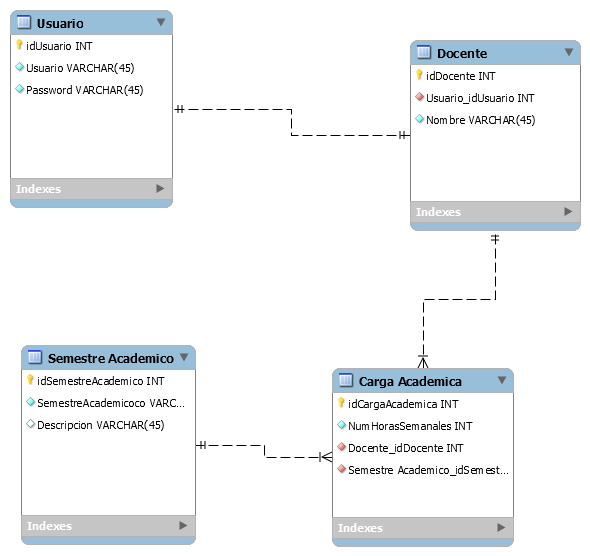 Usuario
idUsuario INT
Usuario VARCHAR(45)
Password VARCHAR(45)
Indexes
Docente
idDocente INT
Usuario_idUsuario INT
Nombre VARCHAR(45)
Indexes
Semestre Academico
idSemestreAcademico INT
SemestreAcademicoco VARC...
Descripcion VARCHAR(45)
Indexes
Carga Academica
idCargaAcademica INT
NumHorasSemanales INT
Docente_idDocente INT
Semestre Academico_idSemest...
Indexes